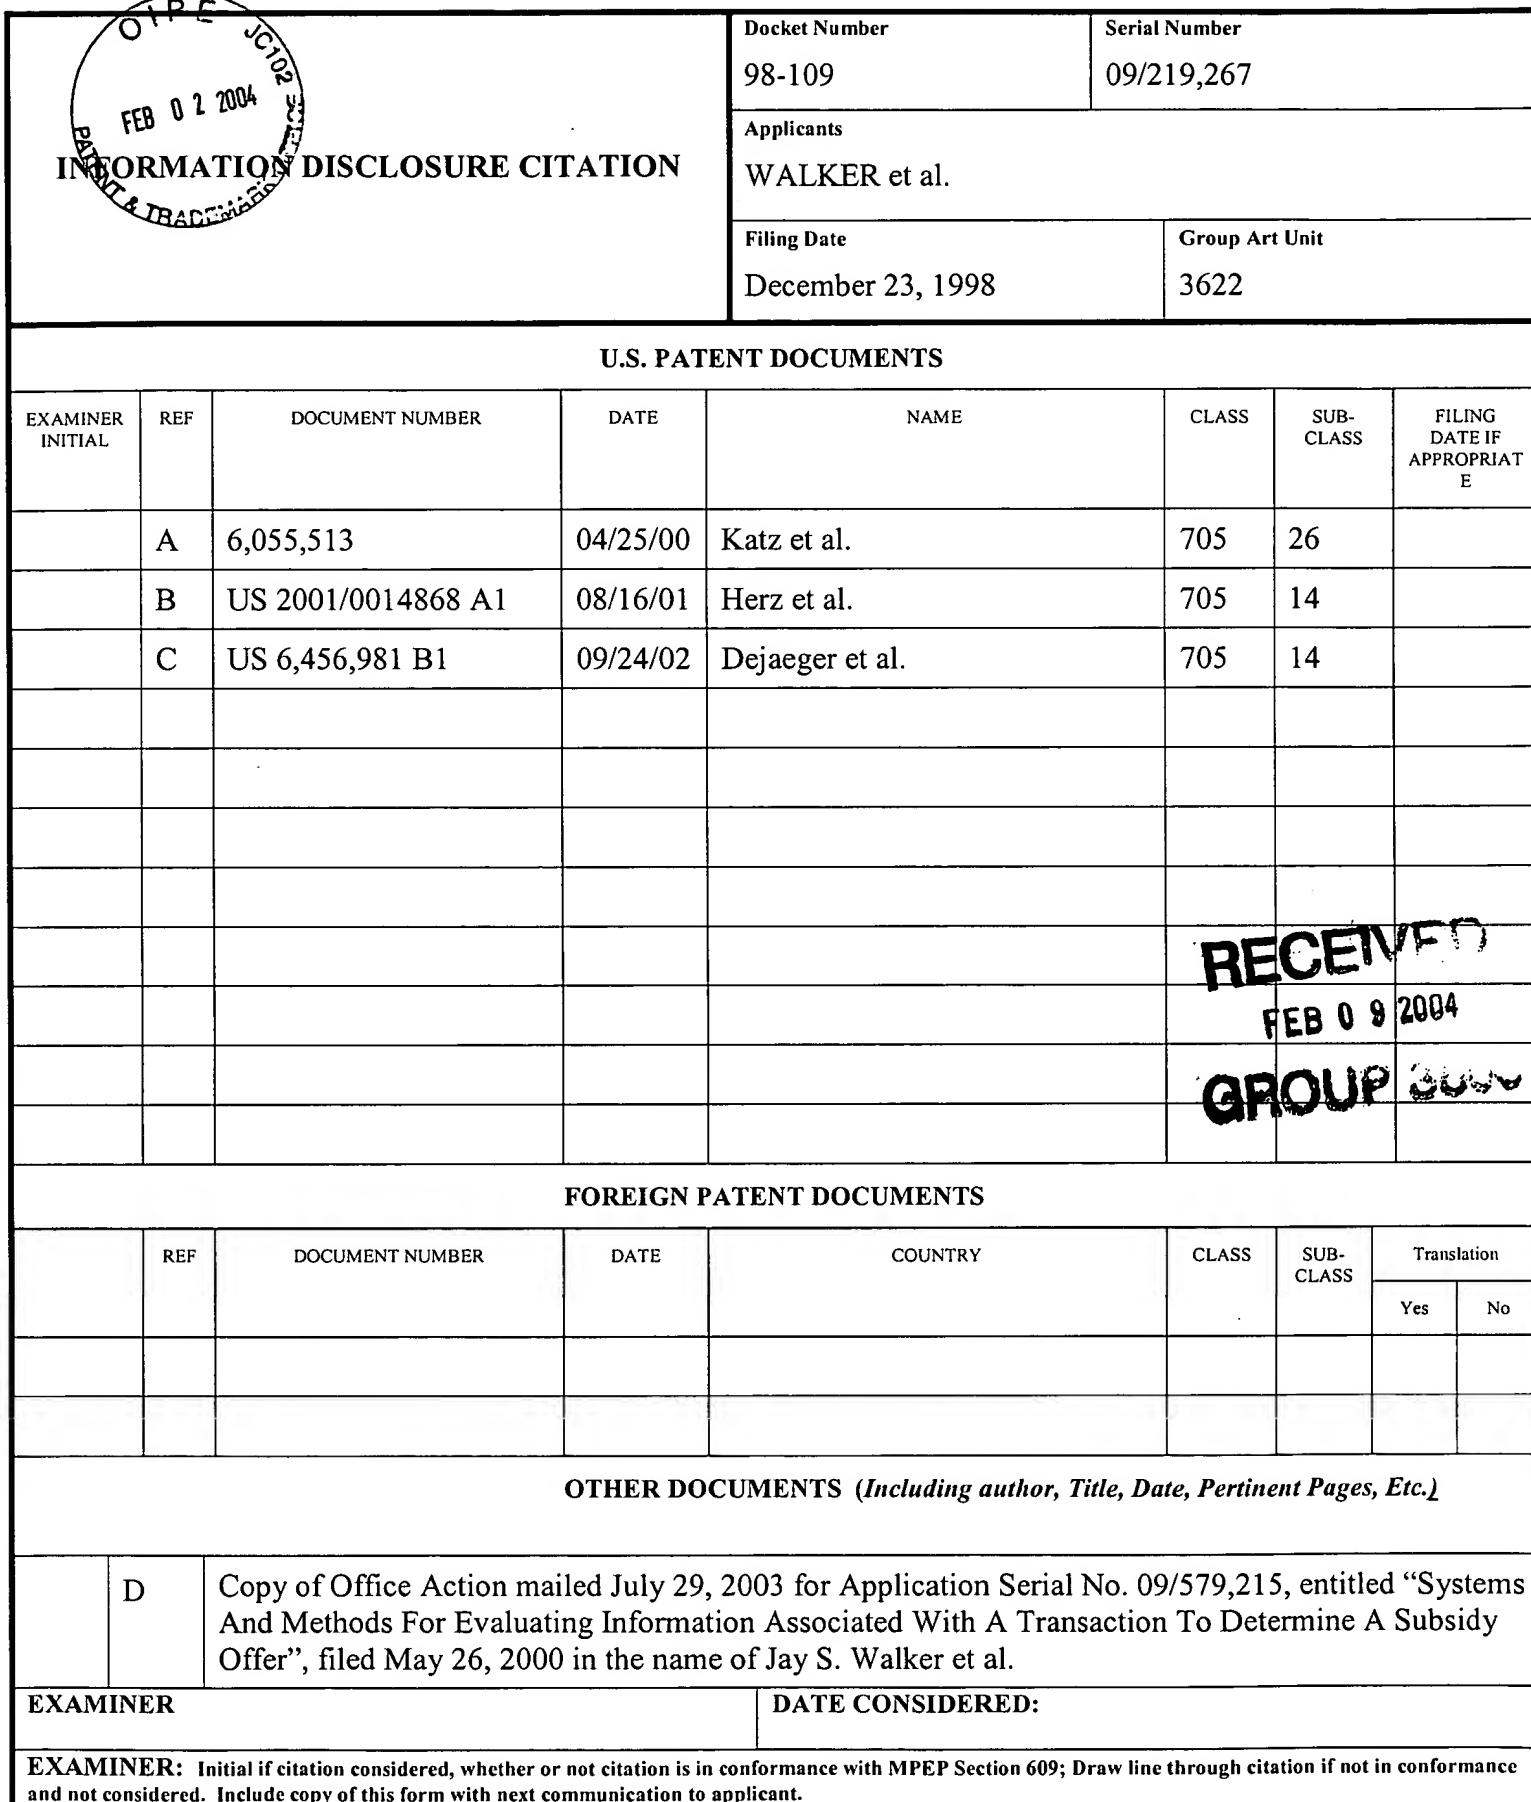 OIPE JC102
FEB 0 2 2004
PATENT & TRADEMARK
INFORMATION DISCLOSURE CITATION
Docket Number
98-109
Serial Number
09/219,267
Applicants
WALKER et al.
Filing Date
December 23, 1998
Group Art Unit
3622
U.S. PATENT DOCUMENTS
EXAMINER INITIAL REF DOCUMENT NUMBER DATE NAME CLASS SUB-CLASS FILING DATE IF APPROPRIATE
A 6,055,513 04/25/00 Katz et al. 705 26
B US 2001/0014868 A1 08/16/01 Herz et al. 705 14
C US 6,456,981 B1 09/24/02 Dejaeger et al. 705 14
RECEIVED
FEB 0 9 2004
GROUP
FOREIGN PATENT DOCUMENTS
REF DOCUMENT NUMBER DATE COUNTRY CLASS SUB-CLASS Translation
Yes No
OTHER DOCUMENTS (Including author, Title, Date, Pertinent Pages, Etc.)
D Copy of Office Action mailed July 29, 2003 for Application Serial No. 09/579,215, entitled “Systems
And Methods For Evaluating Information Associated With A Transaction To Determine A Subsidy
Offer”, filed May 26, 2000 in the name of Jay S. Walker et al.
EXAMINER DATE CONSIDERED:
EXAMINER: Initial if citation considered, whether or not citation is in conformance with MPEP Section 609; Draw line through citation if not in conformance
and not considered. Include copy of this form with next communication to applicant.